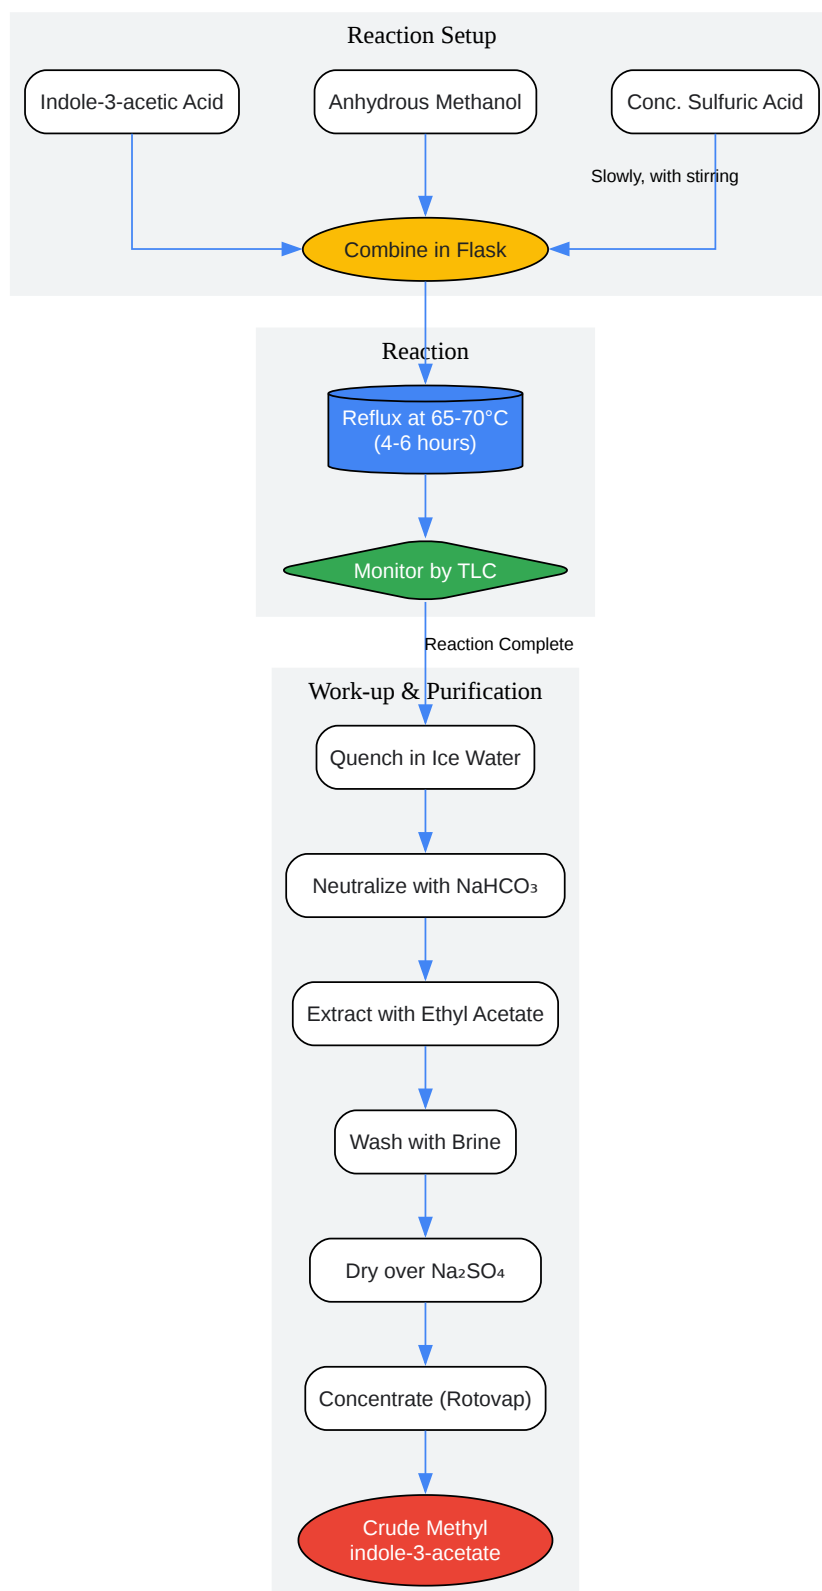 Reaction Setup
Indole-3-acetic Acid
Anhydrous Methanol
Conc. Sulfuric Acid
Slowly, with stirring
Combine in Flask
Reaction
Reflux at 65-70°C
(4-6 hours)
Monitor by TLC
Reaction Complete
Work-up & Purification
Quench in Ice Water
Neutralize with NaHCO₃
Extract with Ethyl Acetate
Wash with Brine
Dry over Na₂SO₄
Concentrate (Rotovap)
Crude Methyl
indole-3-acetate